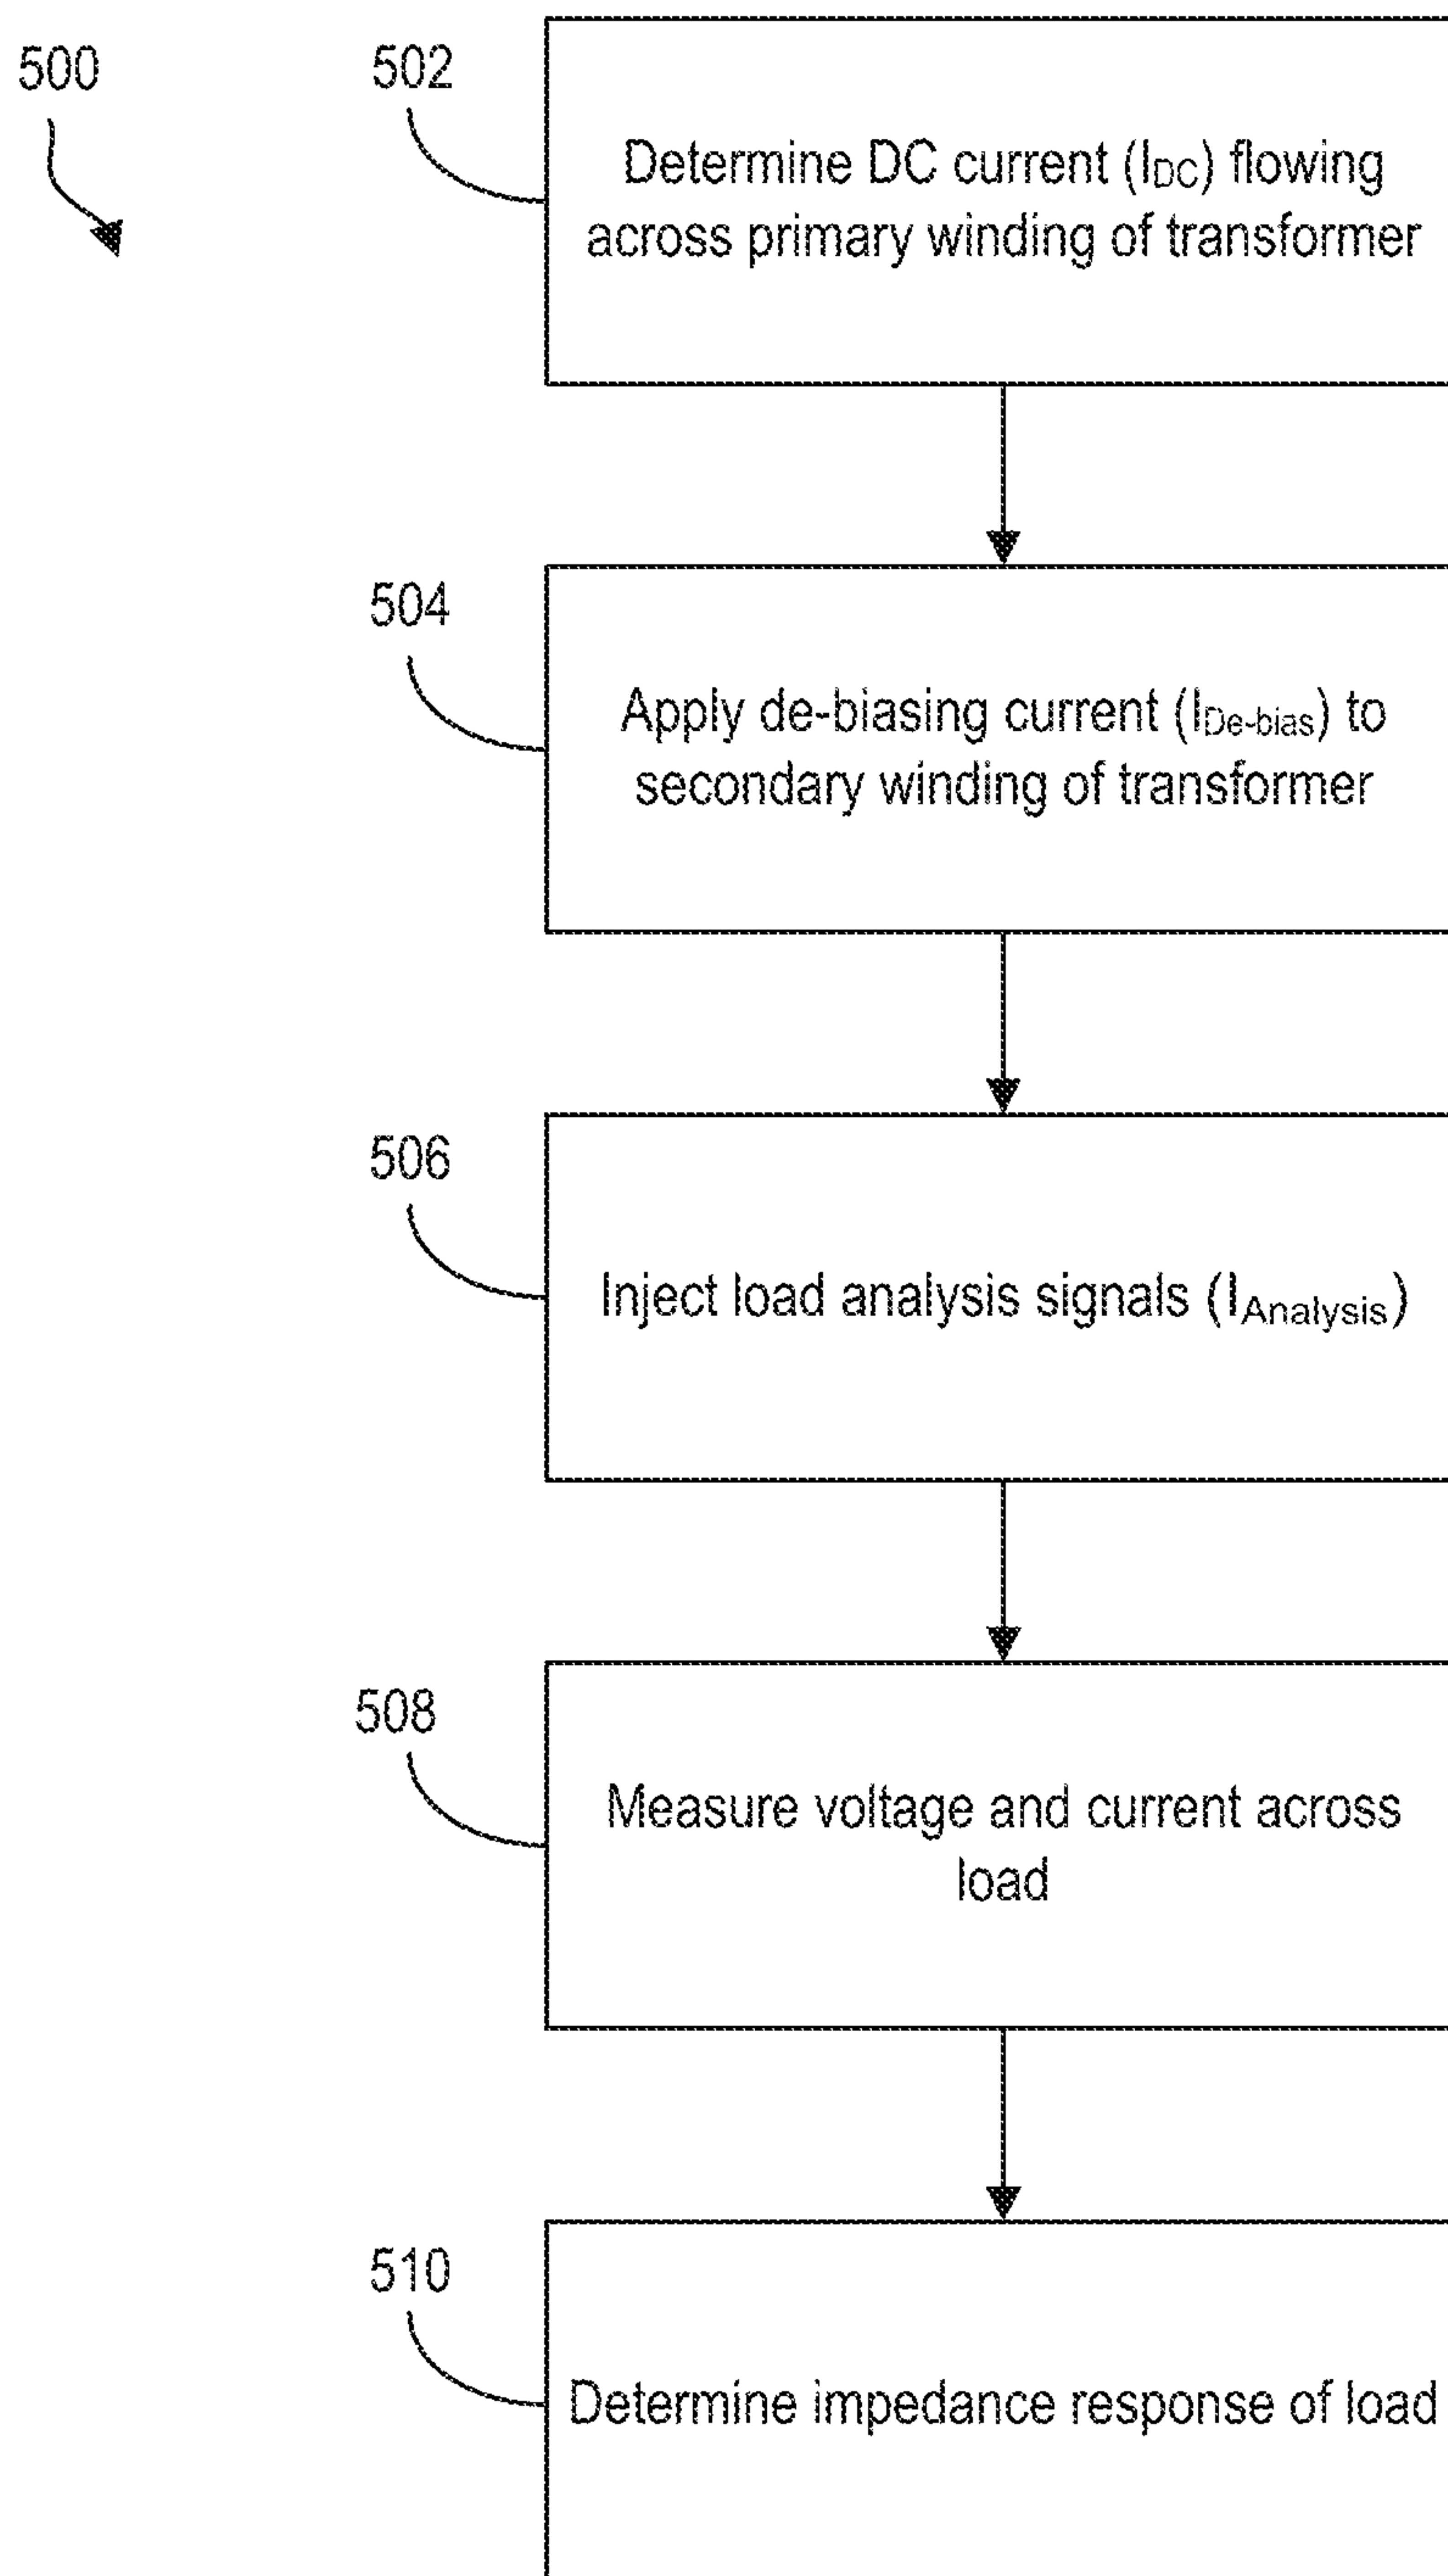 500
502
Determine DC current (IDC) flowing
across primary winding of transformer
504
Apply de-biasing current (IDe-bias) to
secondary winding of transformer
506
Inject load analysis signals (IAnalysis)
508
Measure voltage and current across
load
510
Determine impedance response of load